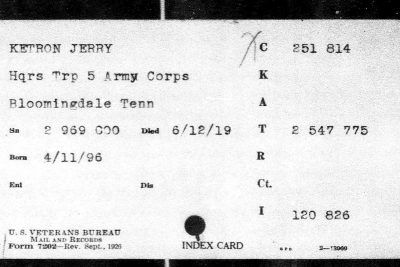 KETRON JERRY C 251 814
Hqrs Trp 5 Army Corps K
Bloomingdale Tenn A
Sn 2 969 000 Died 6/12/19 T 2 547 775
Born 4/11/96 R
Enl Dis Ct.
I 120 826
U.S. VETERANS BUREAU
MAIL AND RECORDS
Form 7202—Rev. Sept., 1926 INDEX CARD